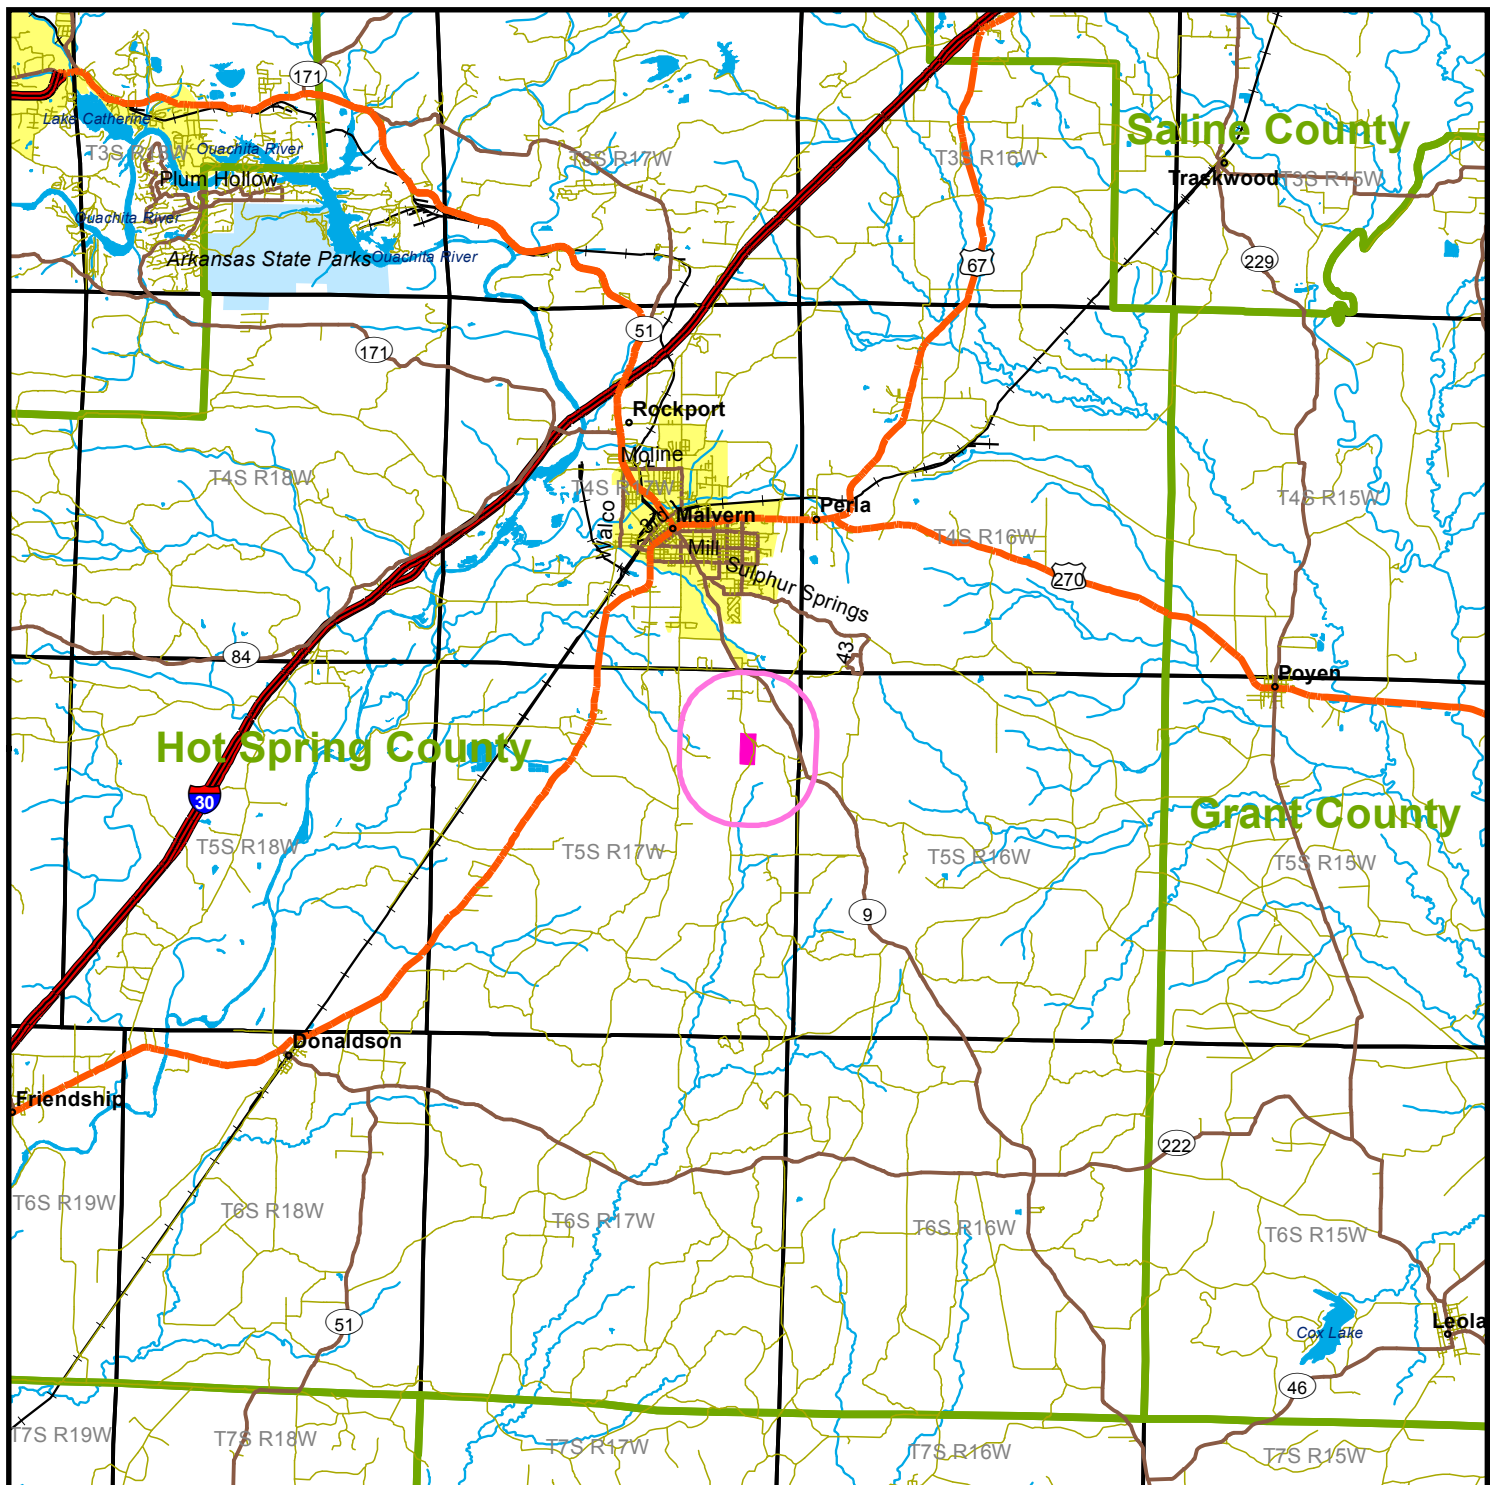 171
Lake Catherine
Saline County
Ouachita River
T3S R18W
T3S R17W
T3S R16W
Plum Hollow
Traskwood
T3S R15W
Ouachita River
Arkansas State Parks
Ouachita River
67
229
51
171
Rockport
Moline
T4S R18W
T4S R17W
T4S R15W
Walco
3rd
Malvern
Perla
T4S R16W
Mill
Sulphur Springs
270
84
43
Poyen
Hot Spring County
30
Grant County
T5S R18W
T5S R17W
T5S R16W
T5S R15W
9
Donaldson
Friendship
222
T6S R19W
T6S R18W
T6S R17W
T6S R16W
T6S R15W
51
Cox Lake
Leola
46
T7S R19W
T7S R18W
T7S R17W
T7S R16W
T7S R15W